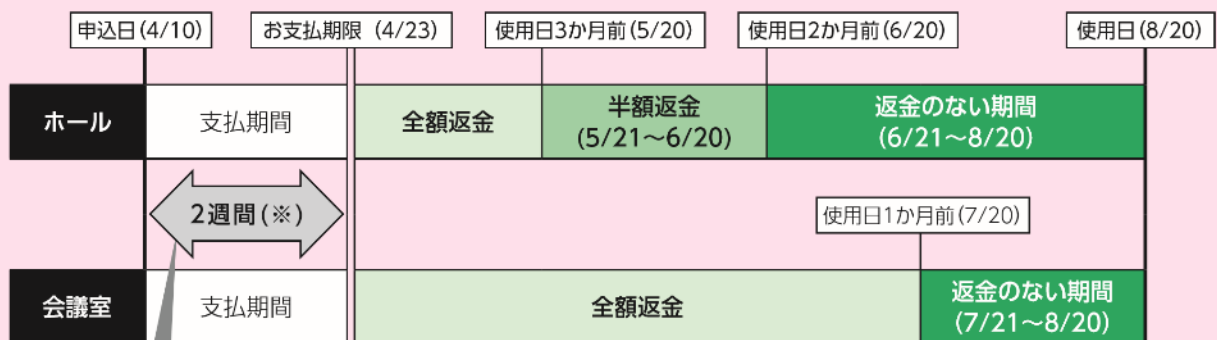 申込日(4/10)
お支払期限 (4/23)
使用日3か月前(5/20)
使用日2か月前(6/20)
使用日(8/20)
ホール
支払期間
全額返金
半額返金
(5/21～6/20)
返金のない期間
(6/21～8/20)
2週間(※)
使用日1か月前(7/20)
会議室
支払期間
全額返金
返金のない期間
(7/21～8/20)